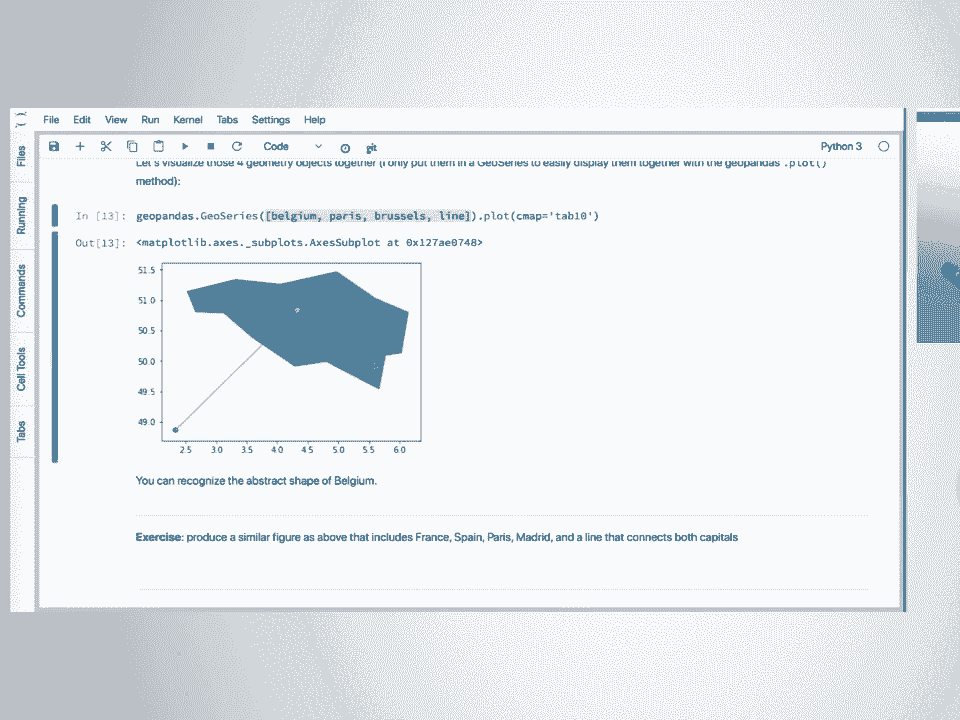 File Edit View Run Kernel Tabs Settings Help
Code
Python 3
Files
Running
Commands
Cell Tools
Tabs
Let's visualize those 4 geometry objects together (I only put them in a GeoSeries to easily display them together with the geopandas .plot()
method):
In [13]: geopandas.GeoSeries([belgium, paris, brussels, line]).plot(cmap='tab10')
Out[13]: <matplotlib.axes._subplots.AxesSubplot at 0x127ae0748>
51.5
51.0
50.5
50.0
49.5
49.0
2.5 3.0 3.5 4.0 4.5 5.0 5.5 6.0
You can recognize the abstract shape of Belgium.
Exercise: produce a similar figure as above that includes France, Spain, Paris, Madrid, and a line that connects both capitals